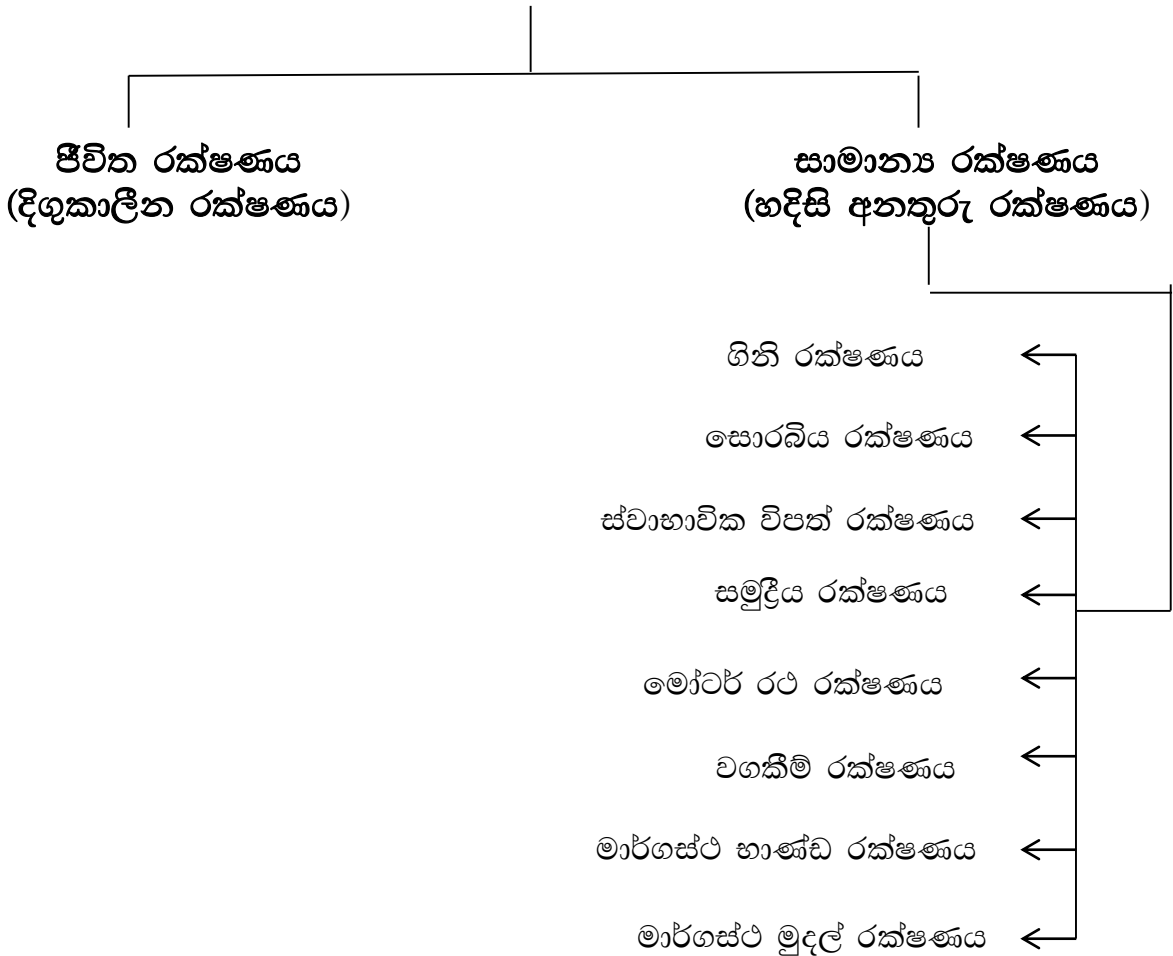 ජීවිත රක්ෂණය
(දිගුකාලීන රක්ෂණය)
සාමාන්‍ය රක්ෂණය
(හදිසි අනතුරු රක්ෂණය)
ගිනි රක්ෂණය
සොරබිය රක්ෂණය
ස්වාභාවික විපත් රක්ෂණය
සමුද්‍රීය රක්ෂණය
මෝටර් රථ රක්ෂණය
වගකීම් රක්ෂණය
මාර්ගස්ථ භාණ්ඩ රක්ෂණය
මාර්ගස්ථ මුදල් රක්ෂණය